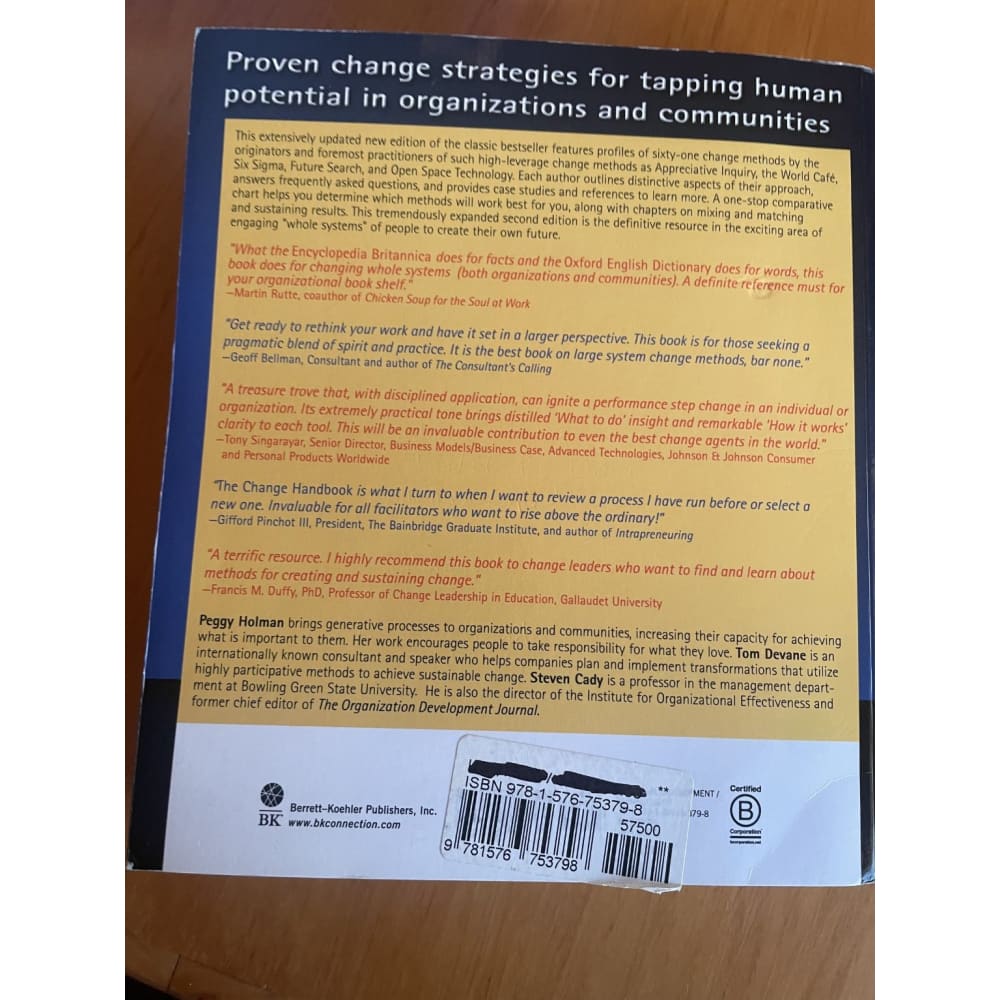 Proven change strategies for tapping human
potential in organizations and communities
This extensively updated new edition of the classic bestseller features profiles of sixty-one change methods by the
originators and foremost practitioners of such high-leverage change methods as Appreciative Inquiry, the World Café,
Six Sigma, Future Search, and Open Space Technology. Each author outlines distinctive aspects of their approach,
answers frequently asked questions, and provides case studies and references to learn more. A one-stop comparative
chart helps you determine which methods will work best for you, along with chapters on mixing and matching
and sustaining results. This tremendously expanded second edition is the definitive resource in the exciting area of
engaging "whole systems" of people to create their own future.
"What the Encyclopedia Britannica does for facts and the Oxford English Dictionary does for words, this
book does for changing whole systems (both organizations and communities). A definite reference must for
your organizational book shelf."
—Martin Rutte, coauthor of Chicken Soup for the Soul at Work
"Get ready to rethink your work and have it set in a larger perspective. This book is for those seeking a
pragmatic blend of spirit and practice. It is the best book on large system change methods, bar none."
—Geoff Bellman, Consultant and author of The Consultant's Calling
"A treasure trove that, with disciplined application, can ignite a performance step change in an individual or
organization. Its extremely practical tone brings distilled 'What to do' insight and remarkable 'How it works'
clarity to each tool. This will be an invaluable contribution to even the best change agents in the world."
—Tony Singarayar, Senior Director, Business Models/Business Case, Advanced Technologies, Johnson & Johnson Consumer
and Personal Products Worldwide
"The Change Handbook is what I turn to when I want to review a process I have run before or select a
new one. Invaluable for all facilitators who want to rise above the ordinary!"
—Gifford Pinchot III, President, The Bainbridge Graduate Institute, and author of Intrapreneuring
"A terrific resource. I highly recommend this book to change leaders who want to find and learn about
methods for creating and sustaining change."
—Francis M. Duffy, PhD, Professor of Change Leadership in Education, Gallaudet University
Peggy Holman brings generative processes to organizations and communities, increasing their capacity for achieving
what is important to them. Her work encourages people to take responsibility for what they love. Tom Devane is an
internationally known consultant and speaker who helps companies plan and implement transformations that utilize
highly participative methods to achieve sustainable change. Steven Cady is a professor in the management depart-
ment at Bowling Green State University. He is also the director of the Institute for Organizational Effectiveness and
former chief editor of The Organization Development Journal.
BK
Berrett-Koehler Publishers, Inc.
www.bkconnection.com
**
ISBN 978-1-576-75379-8
57500
9 781576 753798
MENT /
379-8
Certified
B
Corporation
bcorporation.net